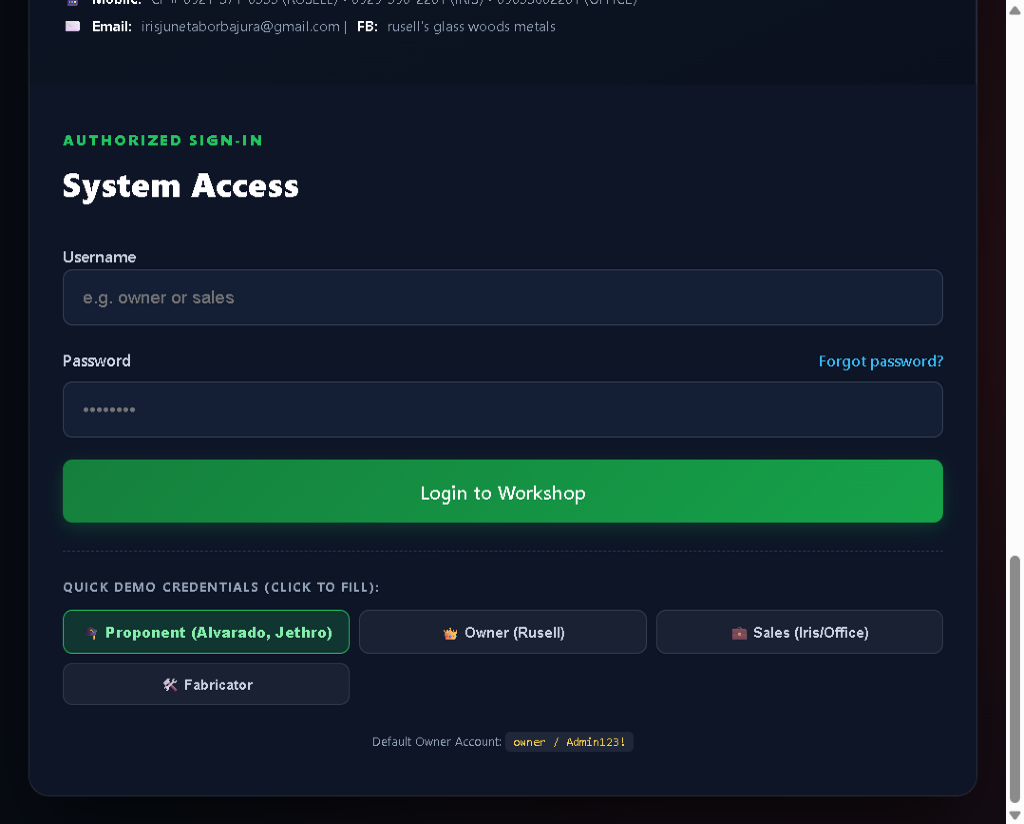 Email: irisjunetaborbajura@gmail.com | FB: rusell's glass woods metals
AUTHORIZED SIGN-IN
System Access
Username
e.g. owner or sales
Password Forgot password?
••••••••
Login to Workshop
QUICK DEMO CREDENTIALS (CLICK TO FILL):
Proponent (Alvarado, Jethro) Owner (Rusell) Sales (Iris/Office)
Fabricator
Default Owner Account: owner / Admin123!